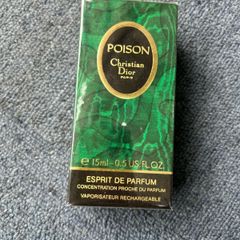 POISON
Christian
Dior
PARIS
℮ 15ml-0.5 US FL.OZ.
ESPRIT DE PARFUM
CONCENTRATION PROCHE DU PARFUM
VAPORISATEUR RECHARGEABLE